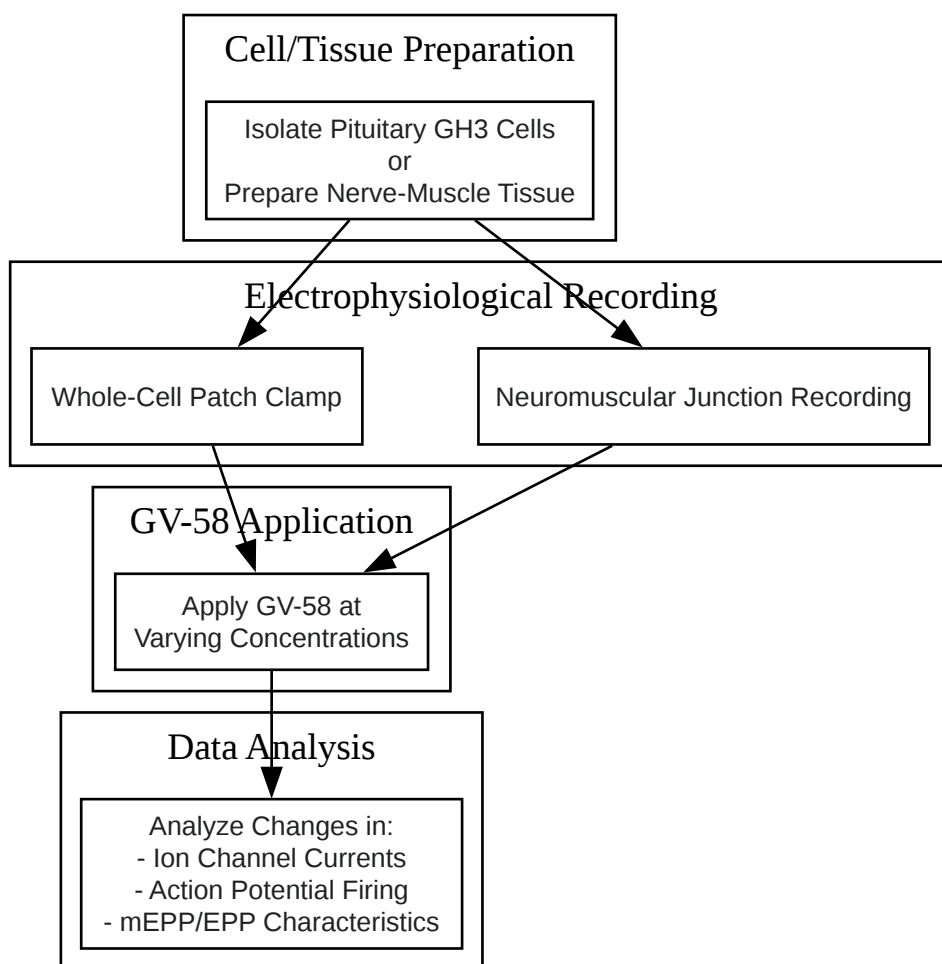 Cell/Tissue Preparation
Isolate Pituitary GH3 Cells
or
Prepare Nerve-Muscle Tissue
Electrophysiological Recording
Whole-Cell Patch Clamp
Neuromuscular Junction Recording
GV-58 Application
Apply GV-58 at
Varying Concentrations
Data Analysis
Analyze Changes in:
- Ion Channel Currents
- Action Potential Firing
- mEPP/EPP Characteristics